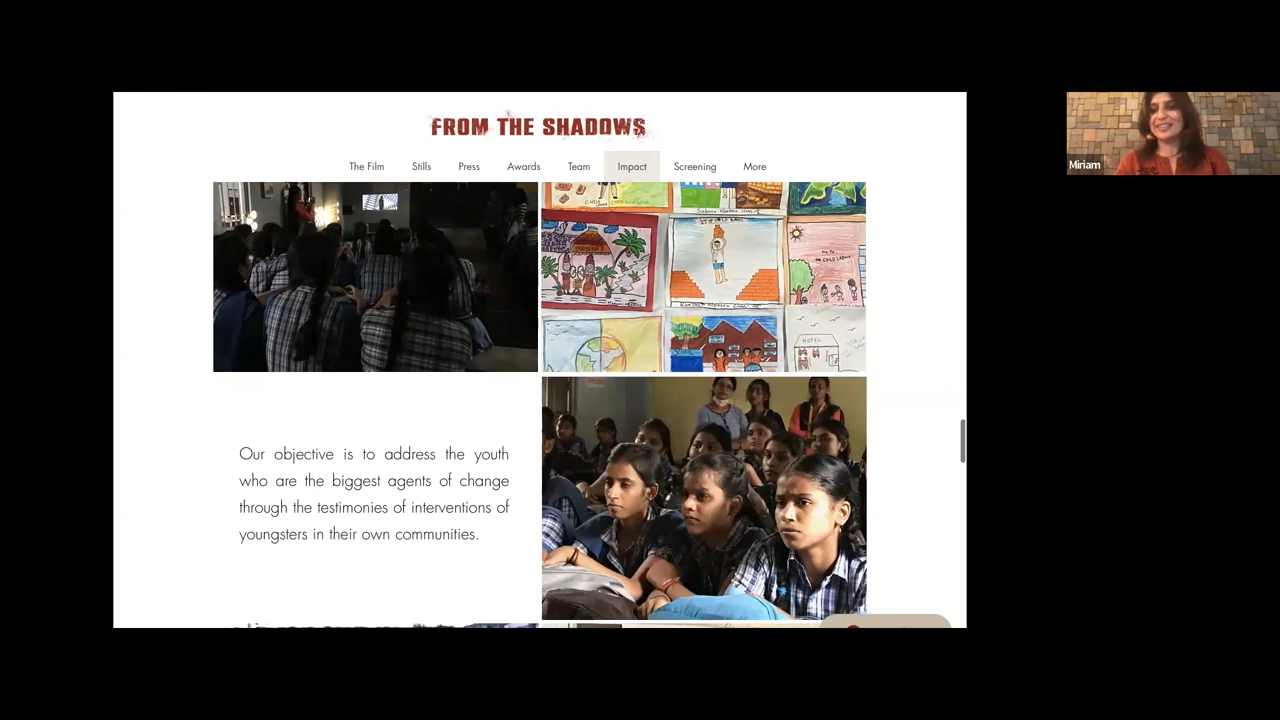 FROM THE SHADOWS
The Film Stills Press Awards Team Impact Screening More
Miriam
HOTEL
Our objective is to address the youth
who are the biggest agents of change
through the testimonies of interventions of
youngsters in their own communities.